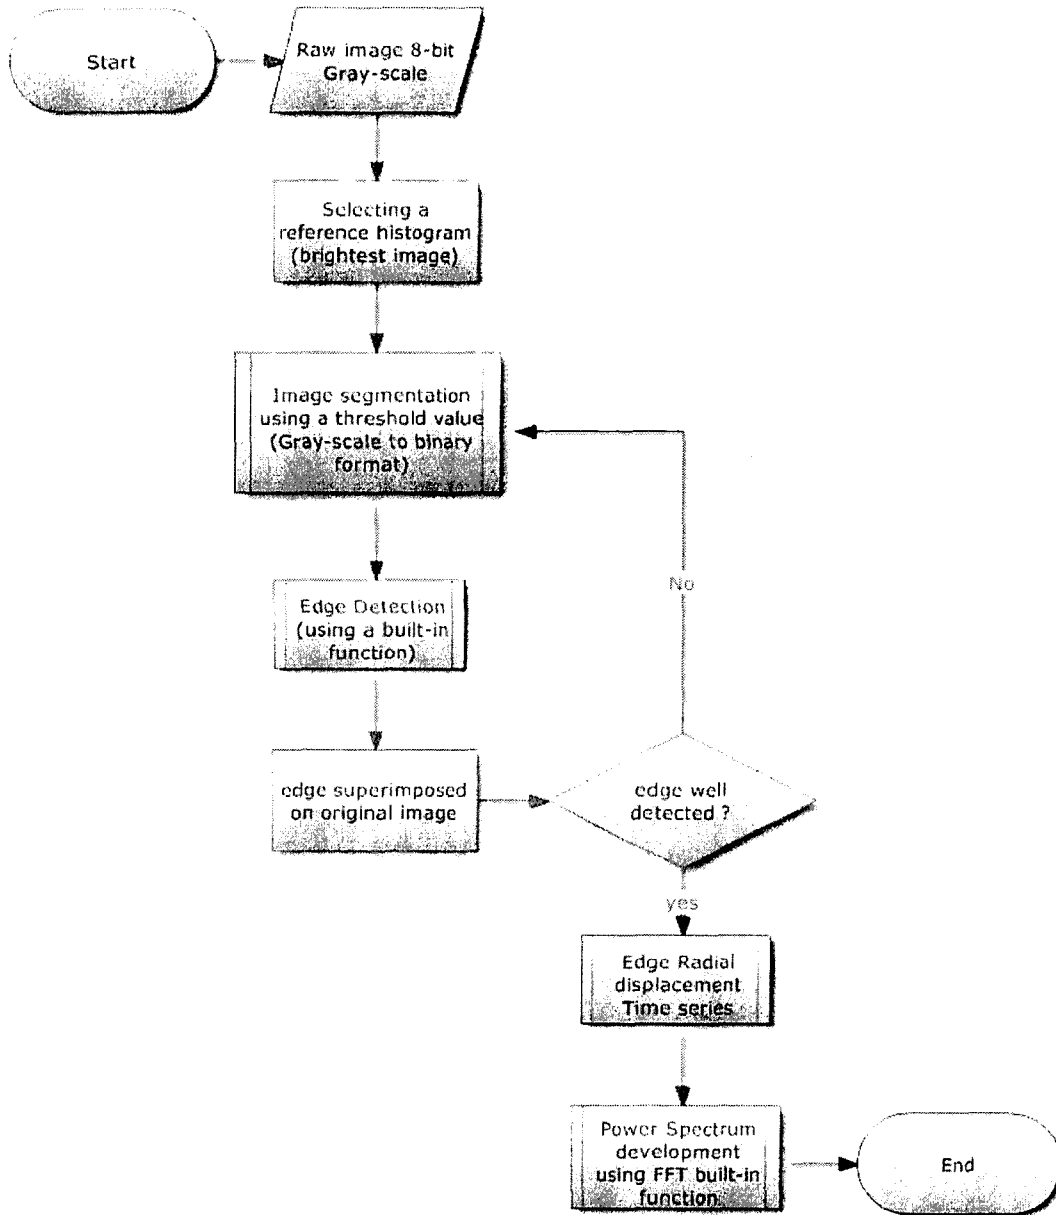 Start
Raw image 8-bit
Gray-scale
Selecting a
reference histogram
(brightest image)
Image segmentation
using a threshold value
(Gray-scale to binary
format)
No
Edge Detection
(using a built-in
function)
edge superimposed
on original image
edge well
detected ?
yes
Edge Radial
displacement
Time series
Power Spectrum
development
using FFT built-in
function
End